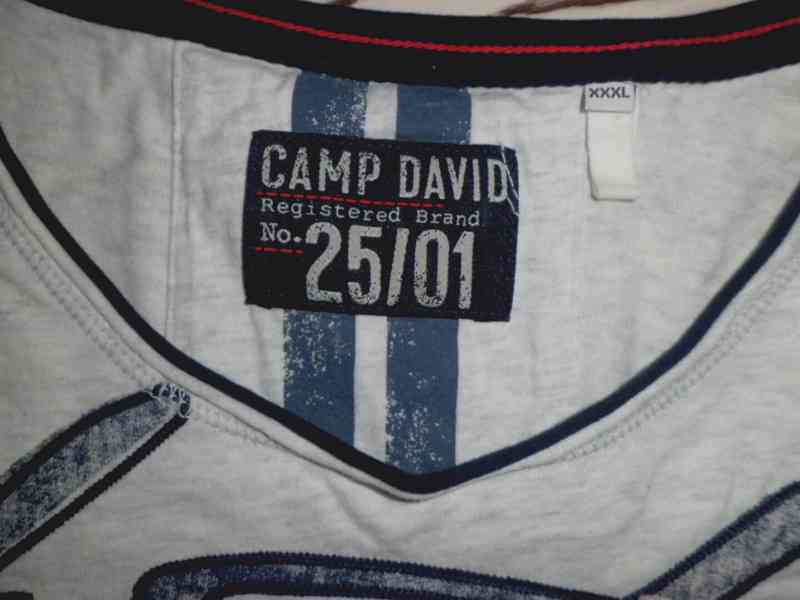 XXXL
CAMP DAVID
Registered Brand
No. 25/01